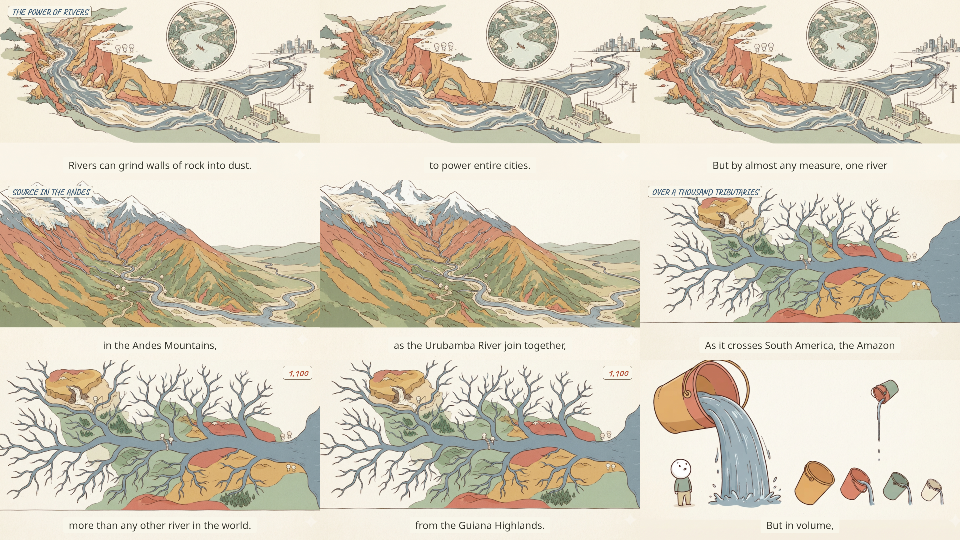 THE POWER OF RIVERS
Rivers can grind walls of rock into dust.
to power entire cities.
But by almost any measure, one river
SOURCE IN THE ANDES
OVER A THOUSAND TRIBUTARIES
in the Andes Mountains,
as the Urubamba River join together,
As it crosses South America, the Amazon
1,100
1,100
more than any other river in the world.
from the Guiana Highlands.
But in volume,